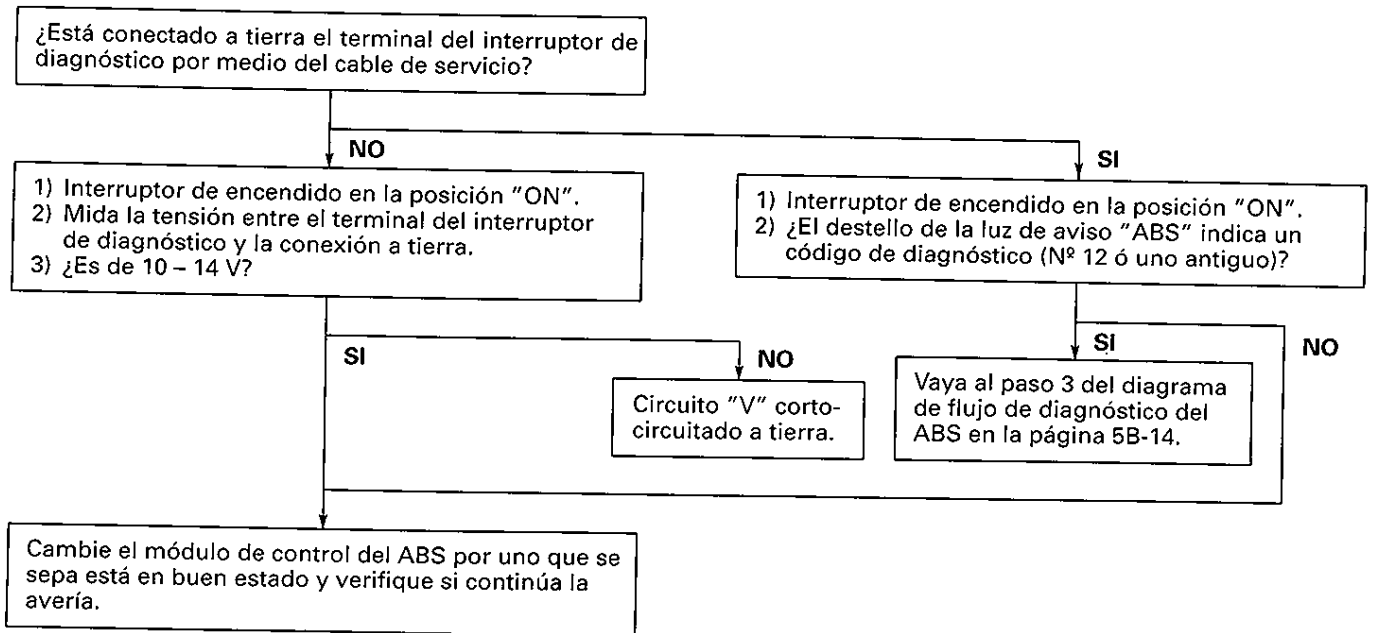 ¿Está conectado a tierra el terminal del interruptor de
diagnóstico por medio del cable de servicio?
NO
SI
1) Interruptor de encendido en la posición "ON".
2) Mida la tensión entre el terminal del interruptor
de diagnóstico y la conexión a tierra.
3) ¿Es de 10 – 14 V?
1) Interruptor de encendido en la posición "ON".
2) ¿El destello de la luz de aviso "ABS" indica un
código de diagnóstico (Nº 12 ó uno antiguo)?
SI
NO
SI
NO
Circuito "V" corto-
circuitado a tierra.
Vaya al paso 3 del diagrama
de flujo de diagnóstico del
ABS en la página 5B-14.
Cambie el módulo de control del ABS por uno que se
sepa está en buen estado y verifique si continúa la
avería.